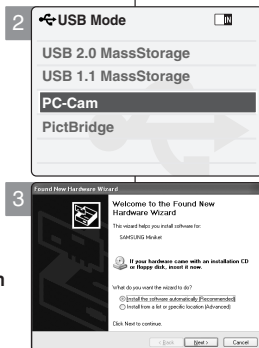 2
USB Mode
IN
USB 2.0 MassStorage
USB 1.1 MassStorage
PC-Cam
PictBridge
3
Found New Hardware Wizard
Welcome to the Found New
Hardware Wizard
This wizard helps you install software for:
SAMSUNG Miniket
If your hardware came with an installation CD
or floppy disk, insert it now.
What do you want the wizard to do?
Install the software automatically (Recommended)
Install from a list or specific location (Advanced)
Click Next to continue.
< Back
Next >
Cancel